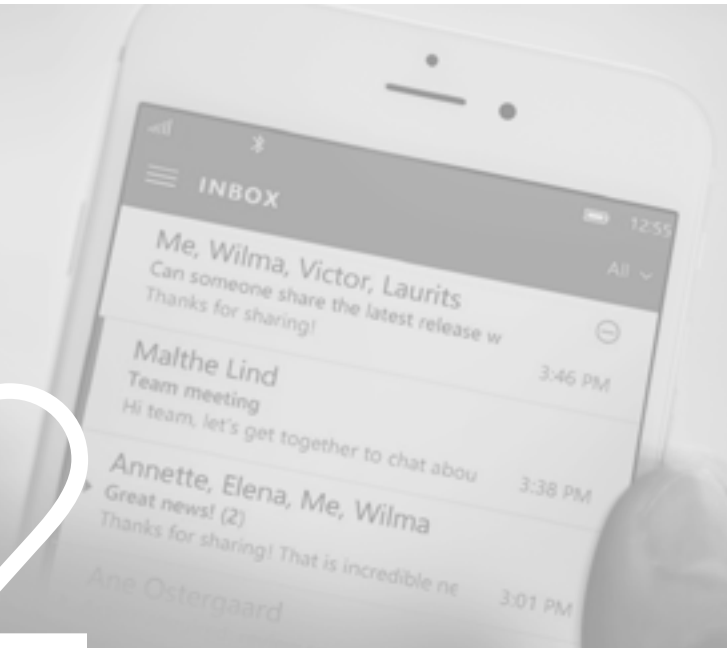 12:55
INBOX
All
Me, Wilma, Victor, Laurits
Can someone share the latest release w
Thanks for sharing!
3:46 PM
Malthe Lind
Team meeting
Hi team, let's get together to chat abou
3:38 PM
Annette, Elena, Me, Wilma
Great news! (2)
Thanks for sharing! That is incredible ne
3:01 PM
Ane Ostergaard
2